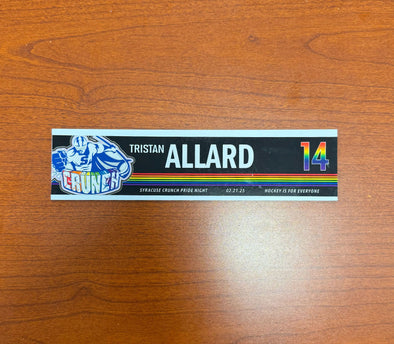 TRISTAN ALLARD 14
CRUNCH
SYRACUSE CRUNCH PRIDE NIGHT 02.21.25 HOCKEY IS FOR EVERYONE